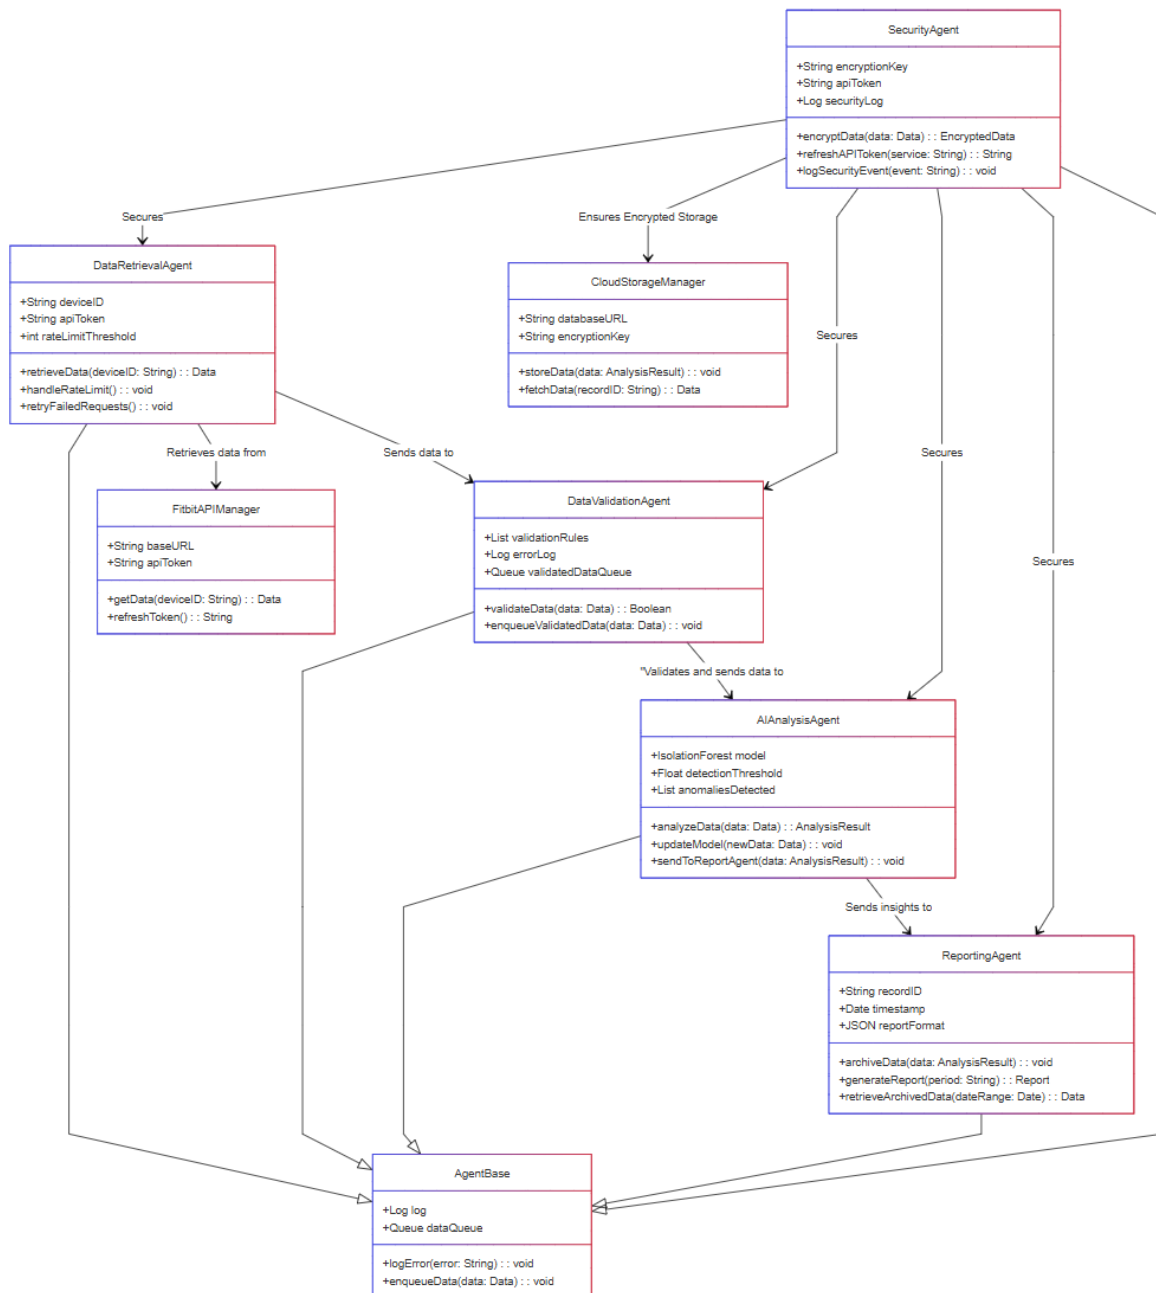 SecurityAgent
+String encryptionKey
+String apiToken
+Log securityLog
+encryptData(data: Data) : : EncryptedData
+refreshAPIToken(service: String) : : String
+logSecurityEvent(event: String) : : void
Secures
Ensures Encrypted Storage
DataRetrievalAgent
+String deviceID
+String apiToken
+int rateLimitThreshold
+retrieveData(deviceID: String) : : Data
+handleRateLimit() : : void
+retryFailedRequests() : : void
CloudStorageManager
+String databaseURL
+String encryptionKey
+storeData(data: AnalysisResult) : : void
+fetchData(recordID: String) : : Data
Secures
Retrieves data from
Sends data to
Secures
FitbitAPIManager
+String baseURL
+String apiToken
+getData(deviceID: String) : : Data
+refreshToken() : : String
DataValidationAgent
+List validationRules
+Log errorLog
+Queue validatedDataQueue
+validateData(data: Data) : : Boolean
+enqueueValidatedData(data: Data) : : void
Secures
"Validates and sends data to
AIAnalysisAgent
+IsolationForest model
+Float detectionThreshold
+List anomaliesDetected
+analyzeData(data: Data) : : AnalysisResult
+updateModel(newData: Data) : : void
+sendToReportAgent(data: AnalysisResult) : : void
Sends insights to
ReportingAgent
+String recordID
+Date timestamp
+JSON reportFormat
+archiveData(data: AnalysisResult) : : void
+generateReport(period: String) : : Report
+retrieveArchivedData(dateRange: Date) : : Data
AgentBase
+Log log
+Queue dataQueue
+logError(error: String) : : void
+enqueueData(data: Data) : : void